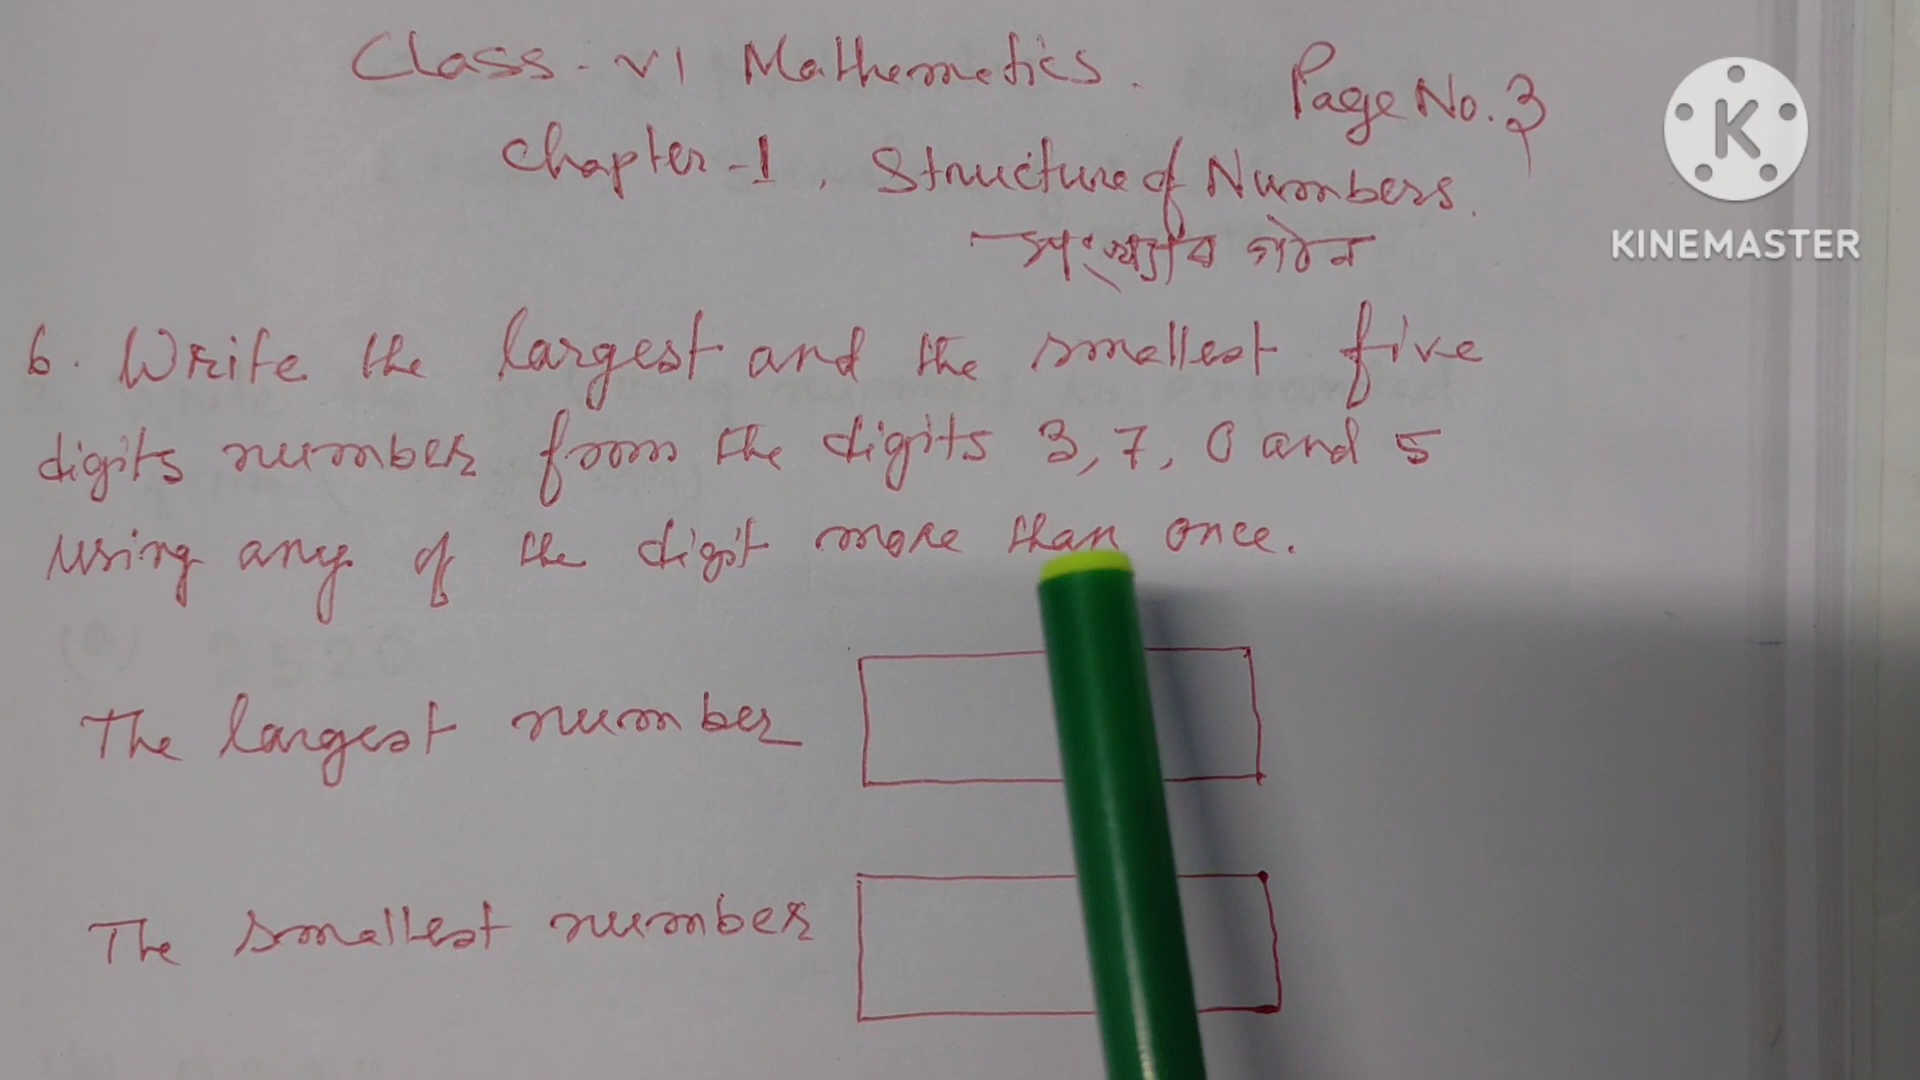 Class - VI Mathematics.
Page No. 3
Chapter - 1, Structure of Numbers.
সংখ্যাৰ গঠন
6. Write the largest and the smallest five
digits number from the digits 3, 7, 0 and 5
using any of the digit more than once.
The largest number
The smallest number
K
KINEMASTER